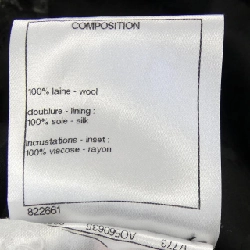 COMPOSITION
100% laine - wool
doublure - lining :
100% soie - silk
incrustations - inset :
100% viscose - rayon
822661